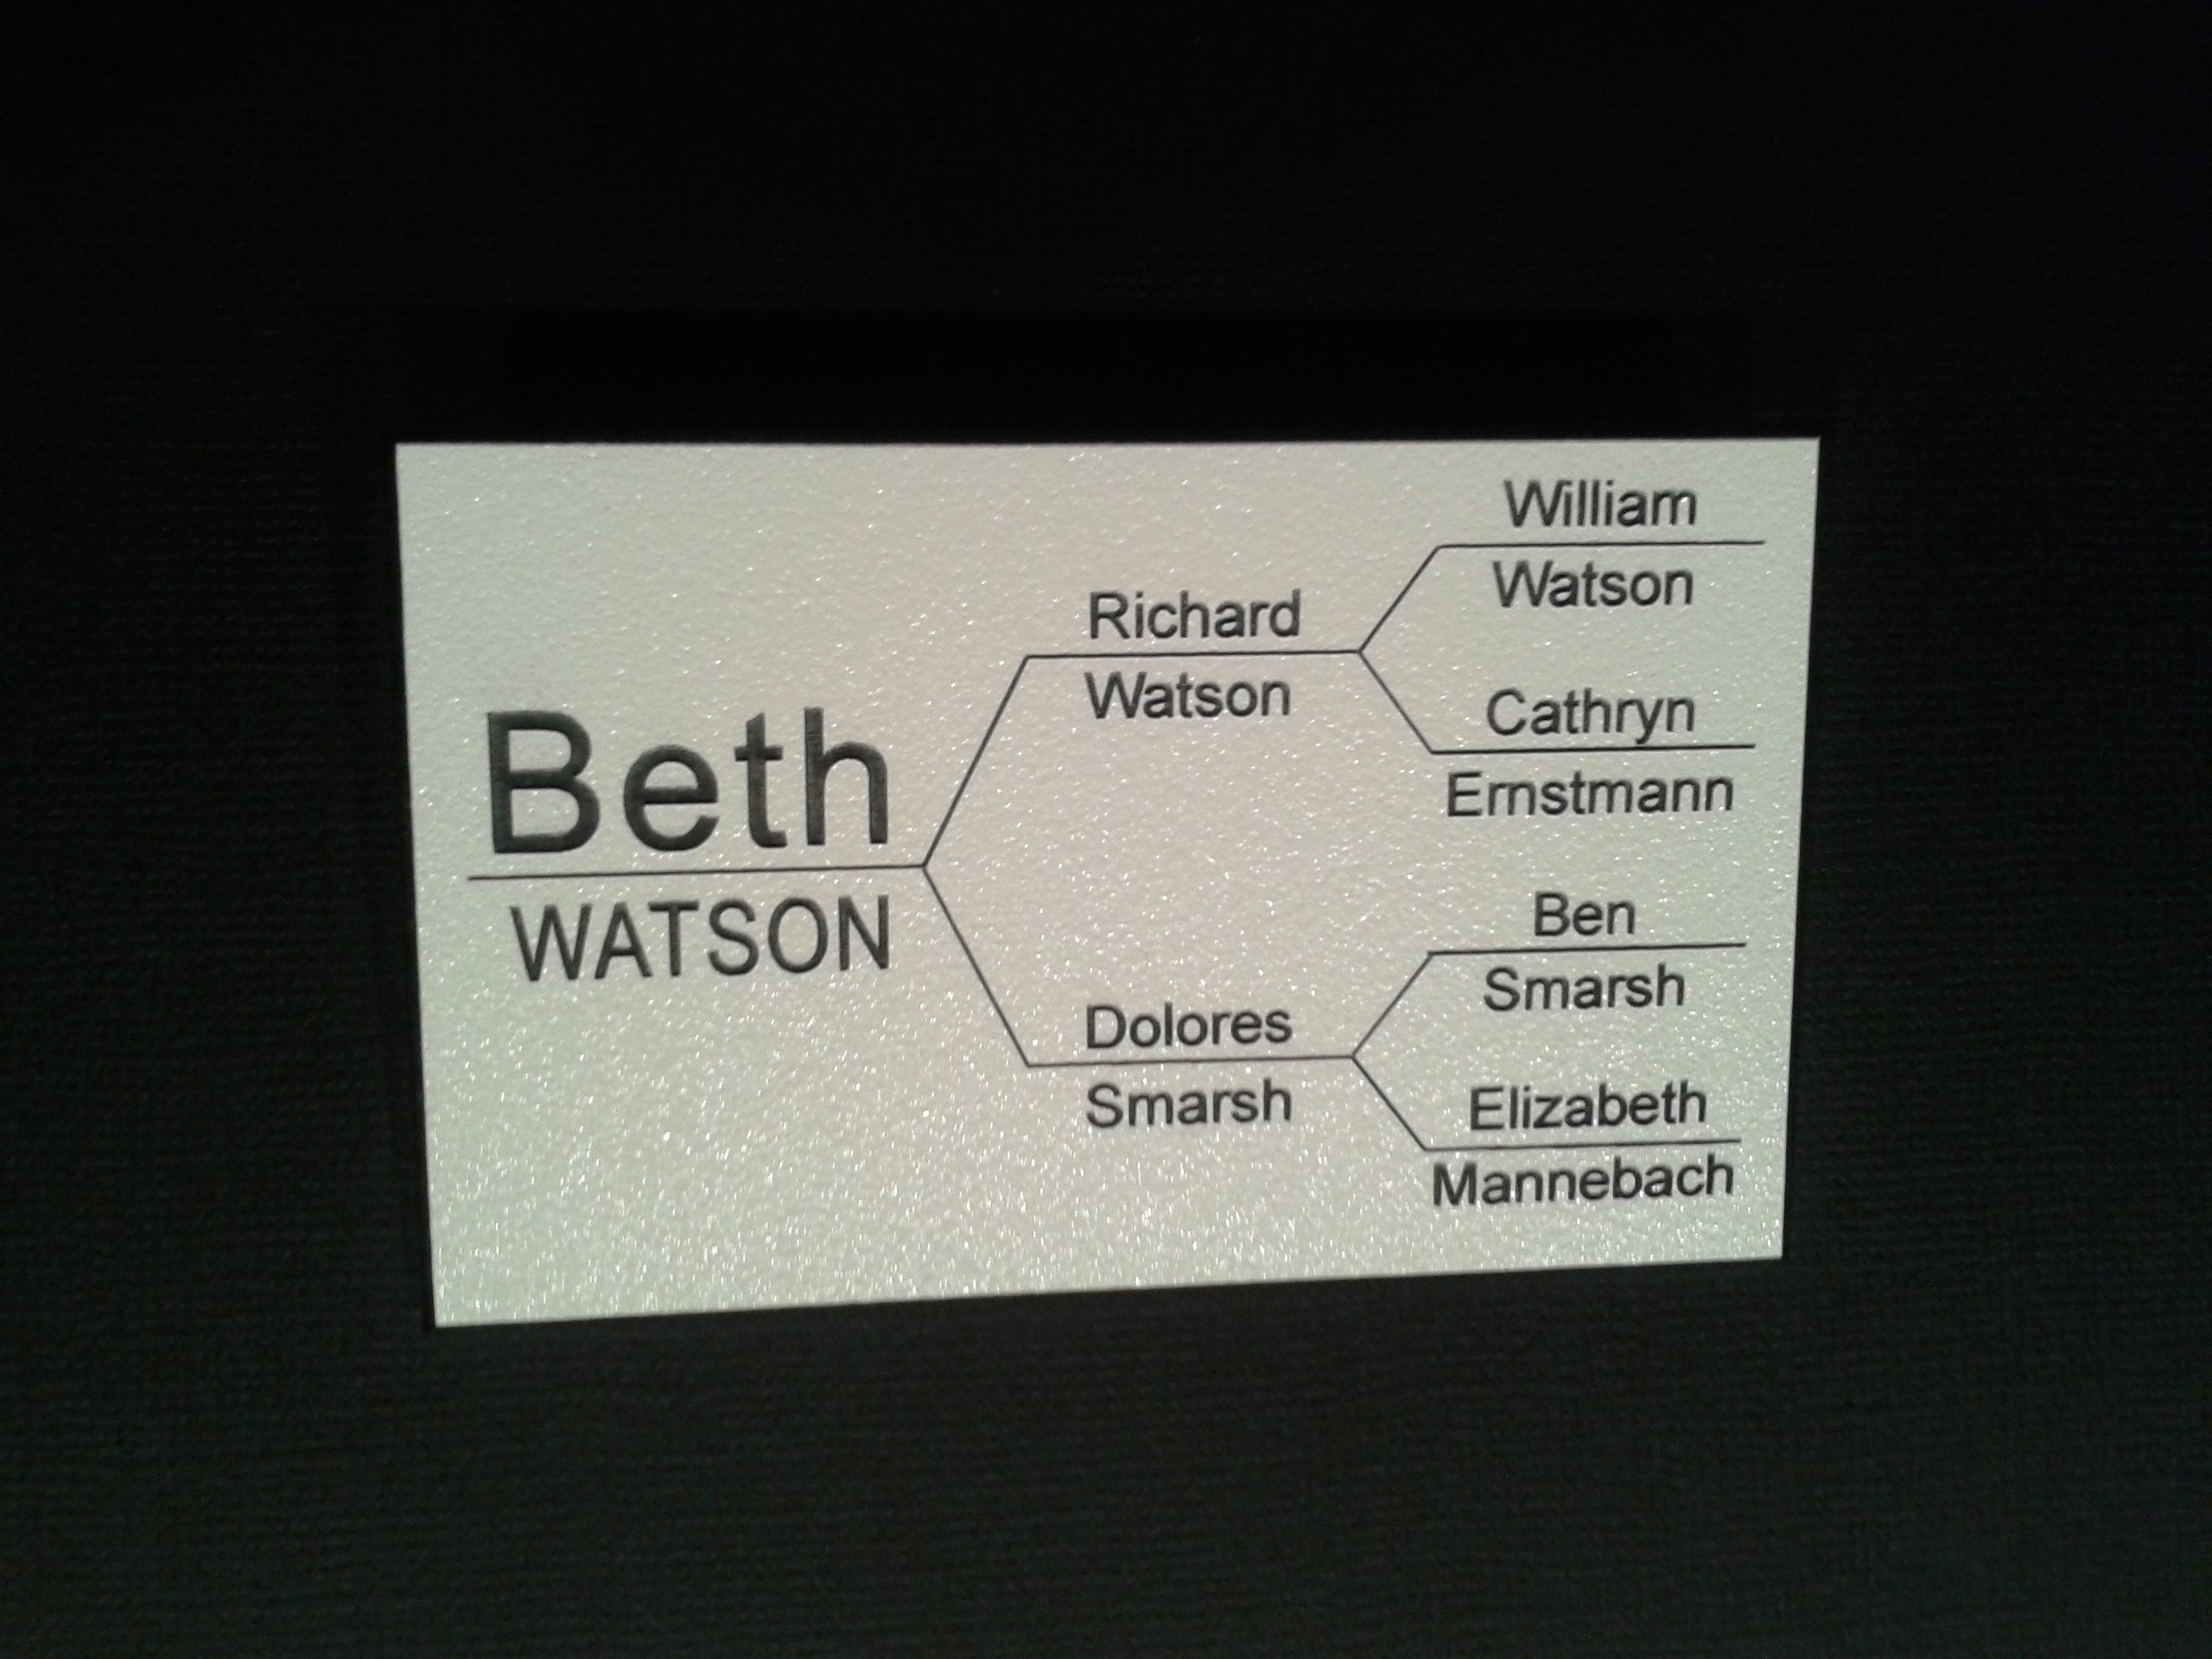 Beth
WATSON
Richard
Watson
William
Watson
Cathryn
Ernstmann
Dolores
Smarsh
Ben
Smarsh
Elizabeth
Mannebach